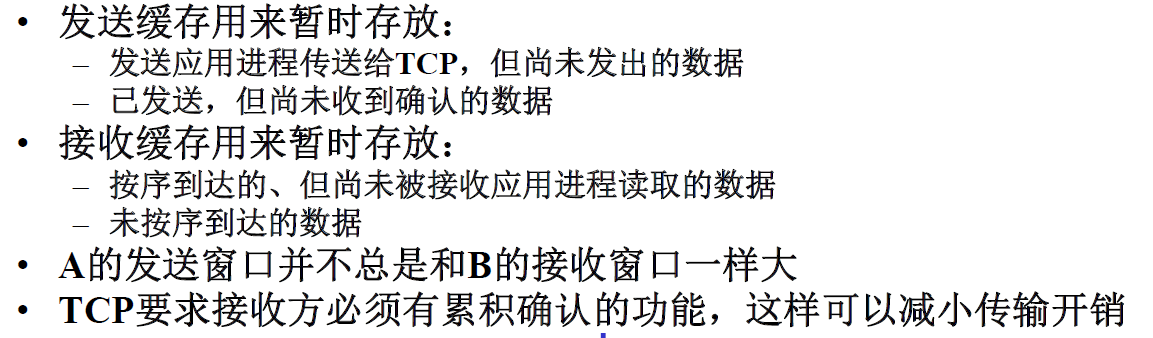 • 发送缓存用来暂时存放：
– 发送应用进程传送给TCP，但尚未发出的数据
– 已发送，但尚未收到确认的数据
• 接收缓存用来暂时存放：
– 按序到达的、但尚未被接收应用进程读取的数据
– 未按序到达的数据
• A的发送窗口并不总是和B的接收窗口一样大
• TCP要求接收方必须有累积确认的功能，这样可以减小传输开销